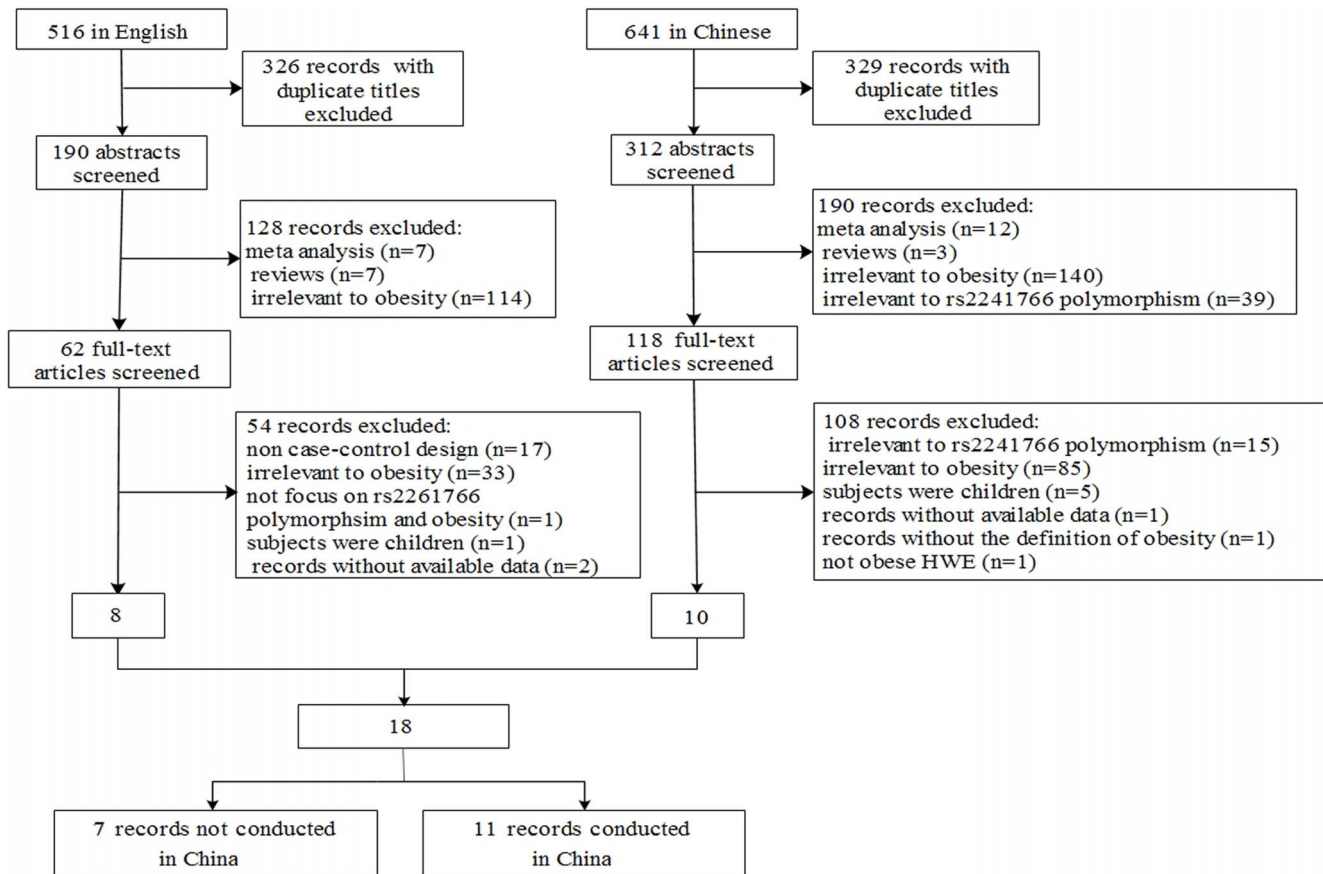 516 in English
326 records with
duplicate titles
excluded
190 abstracts
screened
128 records excluded:
meta analysis (n=7)
reviews (n=7)
irrelevant to obesity (n=114)
62 full-text
articles screened
54 records excluded:
non case-control design (n=17)
irrelevant to obesity (n=33)
not focus on rs2261766
polymorphsim and obesity (n=1)
subjects were children (n=1)
records without available data (n=2)
8
641 in Chinese
329 records with
duplicate titles
excluded
312 abstracts
screened
190 records excluded:
meta analysis (n=12)
reviews (n=3)
irrelevant to obesity (n=140)
irrelevant to rs2241766 polymorphism (n=39)
118 full-text
articles screened
108 records excluded:
irrelevant to rs2241766 polymorphism (n=15)
irrelevant to obesity (n=85)
subjects were children (n=5)
records without available data (n=1)
records without the definition of obesity (n=1)
not obese HWE (n=1)
10
18
7 records not conducted
in China
11 records conducted
in China